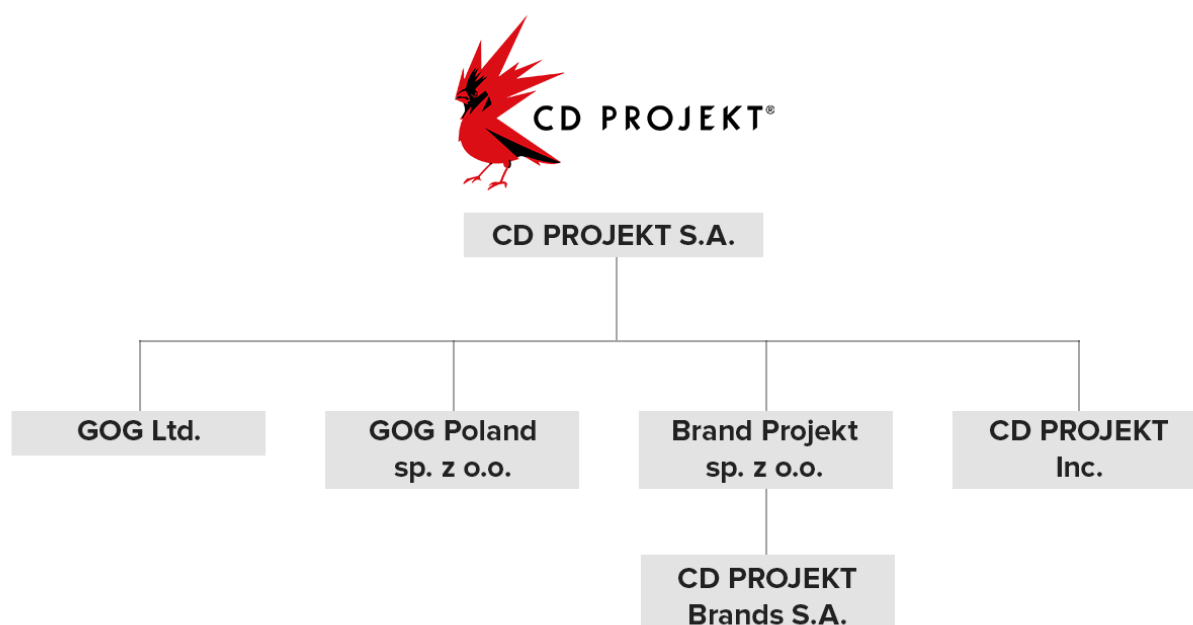 CD PROJEKT®
CD PROJEKT S.A.
GOG Ltd.
GOG Poland
sp. z o.o.
Brand Projekt
sp. z o.o.
CD PROJEKT
Inc.
CD PROJEKT
Brands S.A.